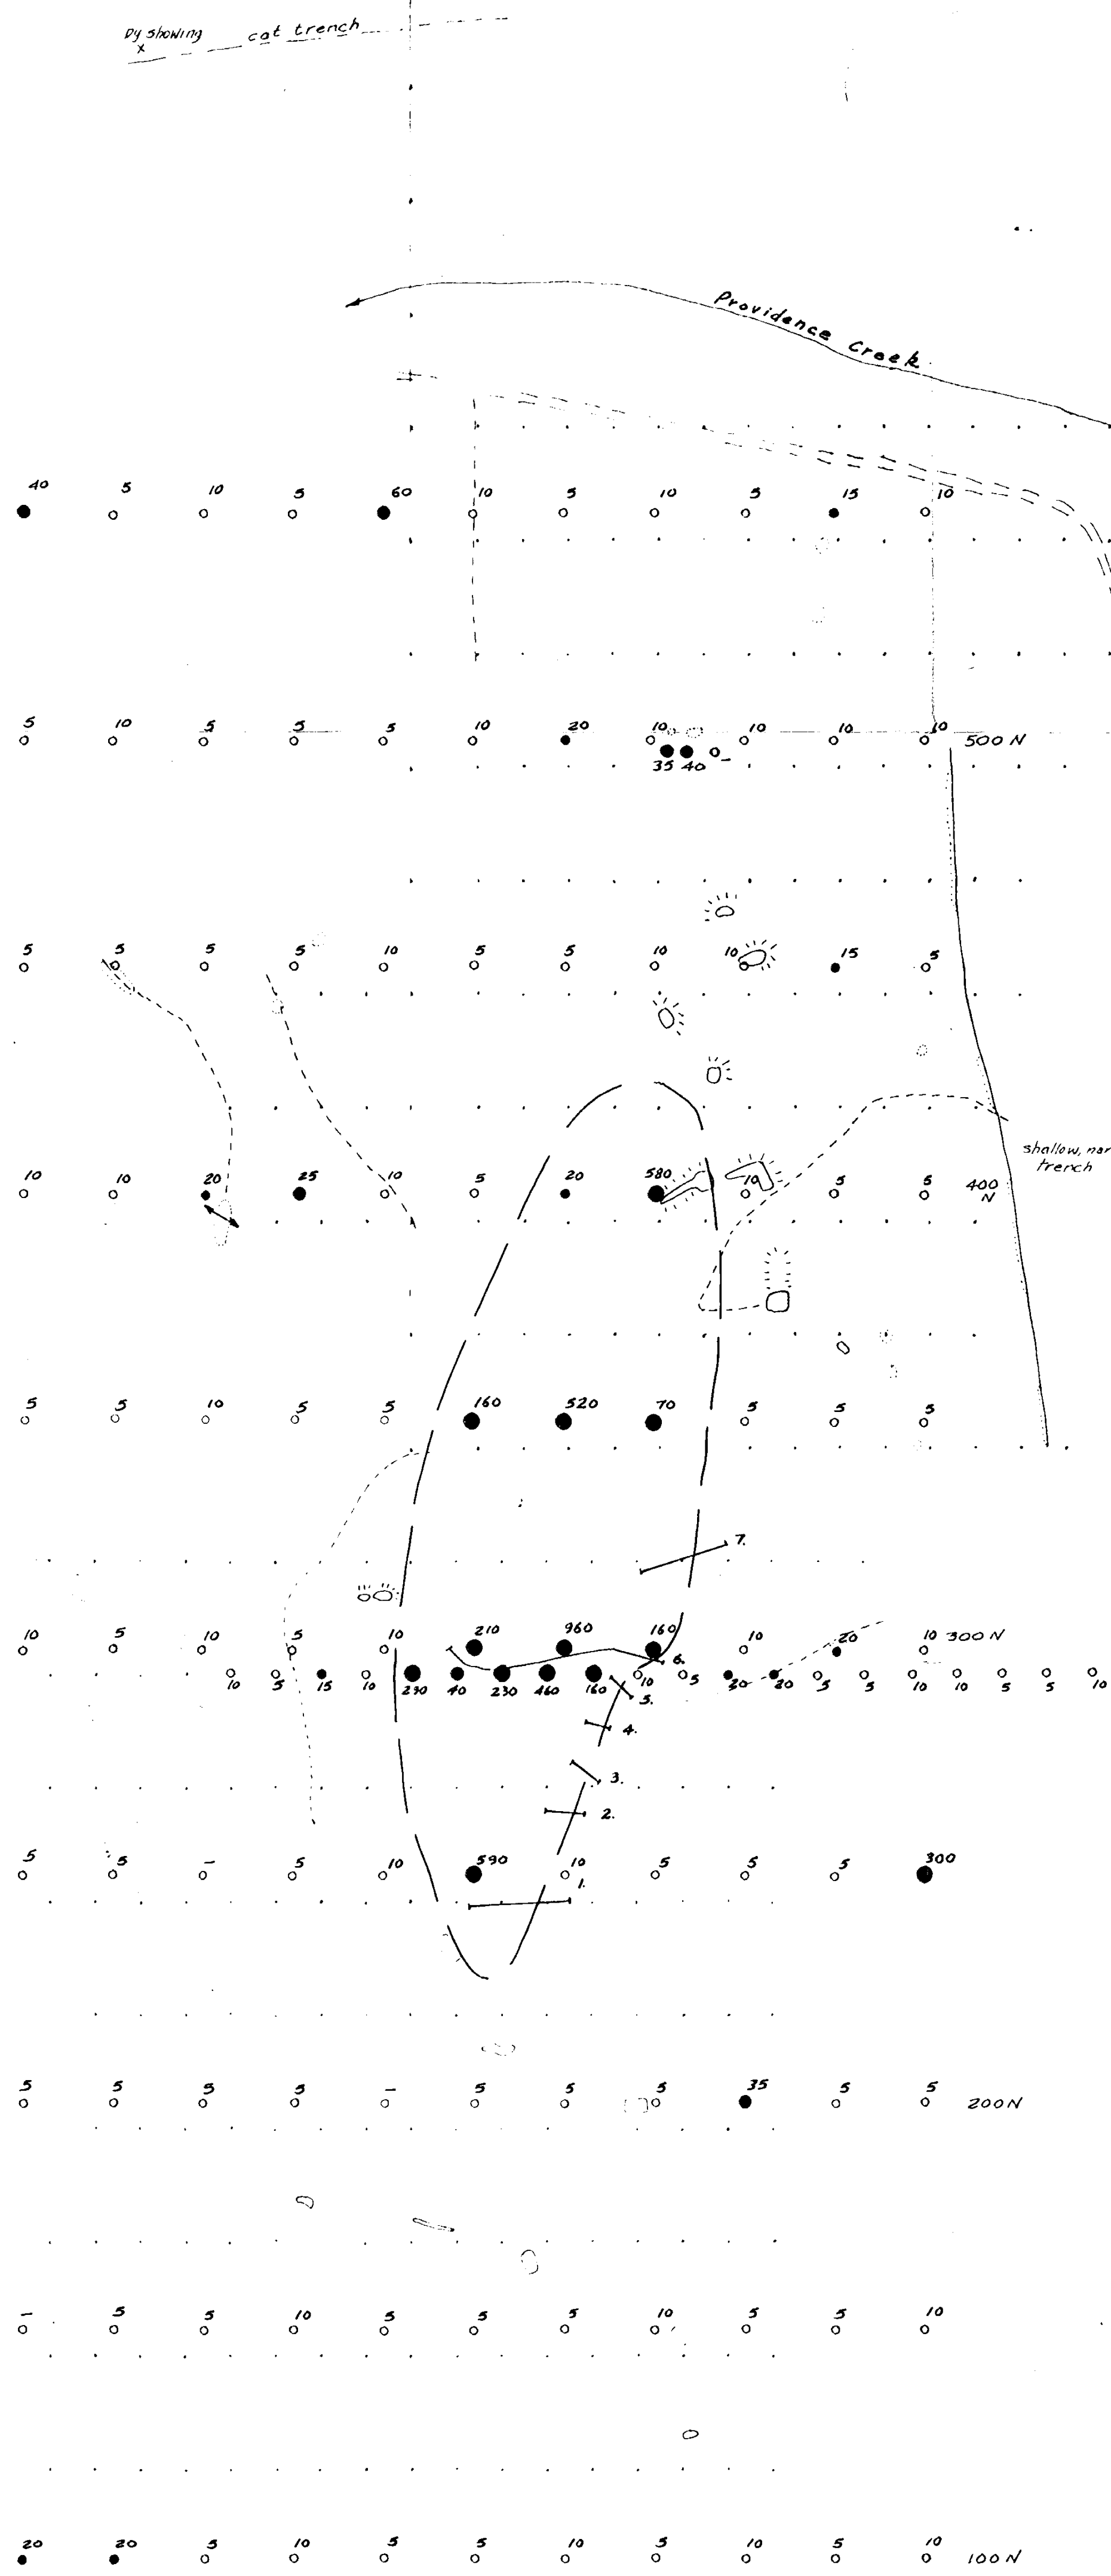 Dy showing cat trench
x
Providence Creek
40 5 10 5 60 10 5 10 5 15 10
5 10 5 5 5 10 20 10 10 10 10 500 N
35 40 -
5 5 5 5 10 5 5 10 10 15 5
shallow, nar
trench
10 10 20 25 10 5 20 580 10 5 5 400
N
5 5 10 5 5 160 520 70 5 5 5
7.
10 5 10 5 10 210 960 160 10 20 10 300 N
6.
10 5 15 10 290 40 230 460 160 10 5 20 20 5 5 10 10 5 5 10
5.
4.
3.
2.
5 5 - 5 10 590 10 5 5 5 300
1.
5 5 5 5 - 5 5 5 35 5 5 200 N
- 5 5 10 5 5 5 10 5 5 10
20 20 5 10 5 5 10 5 10 5 10 100 N